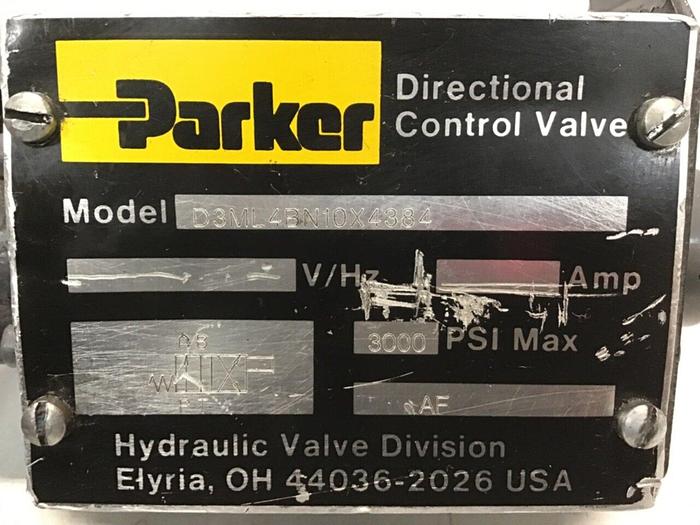 Parker
Directional
Control Valve
Model D3ML4BN10X4384
V/Hz Amp
3000 PSI Max
AF
Hydraulic Valve Division
Elyria, OH 44036-2026 USA